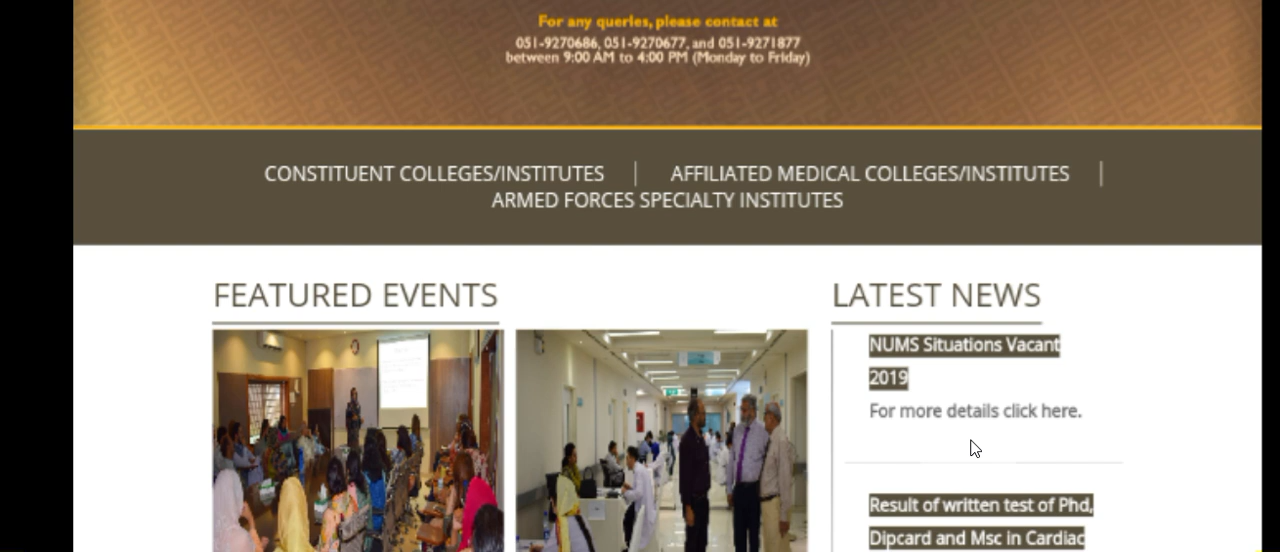 For any queries, please contact at
051-9270686, 051-9270677, and 051-9271877
between 9:00 AM to 4:00 PM (Monday to Friday)
CONSTITUENT COLLEGES/INSTITUTES | AFFILIATED MEDICAL COLLEGES/INSTITUTES |
ARMED FORCES SPECIALTY INSTITUTES
FEATURED EVENTS
LATEST NEWS
NUMS Situations Vacant
2019
For more details click here.
Result of written test of Phd,
Dipcard and Msc in Cardiac